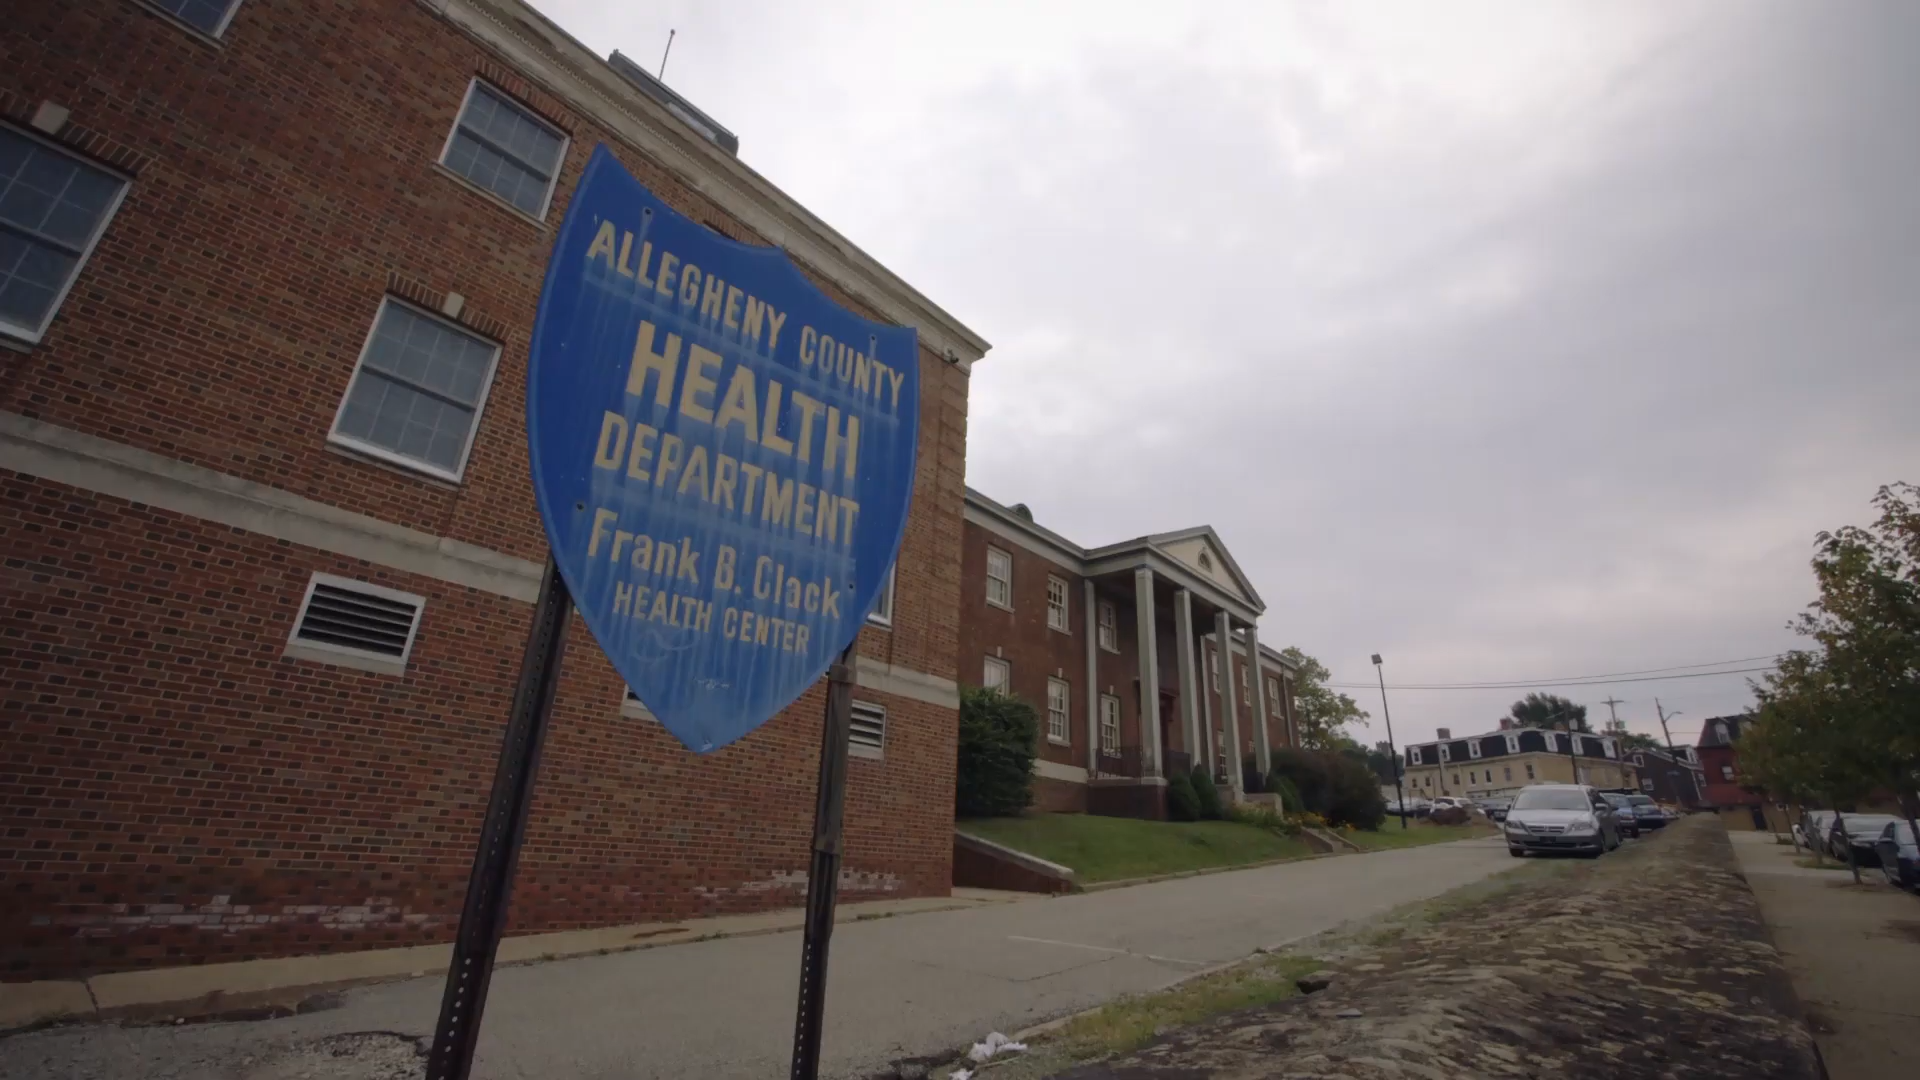 ALLEGHENY COUNTY
HEALTH
DEPARTMENT
Frank B. Clack
HEALTH CENTER